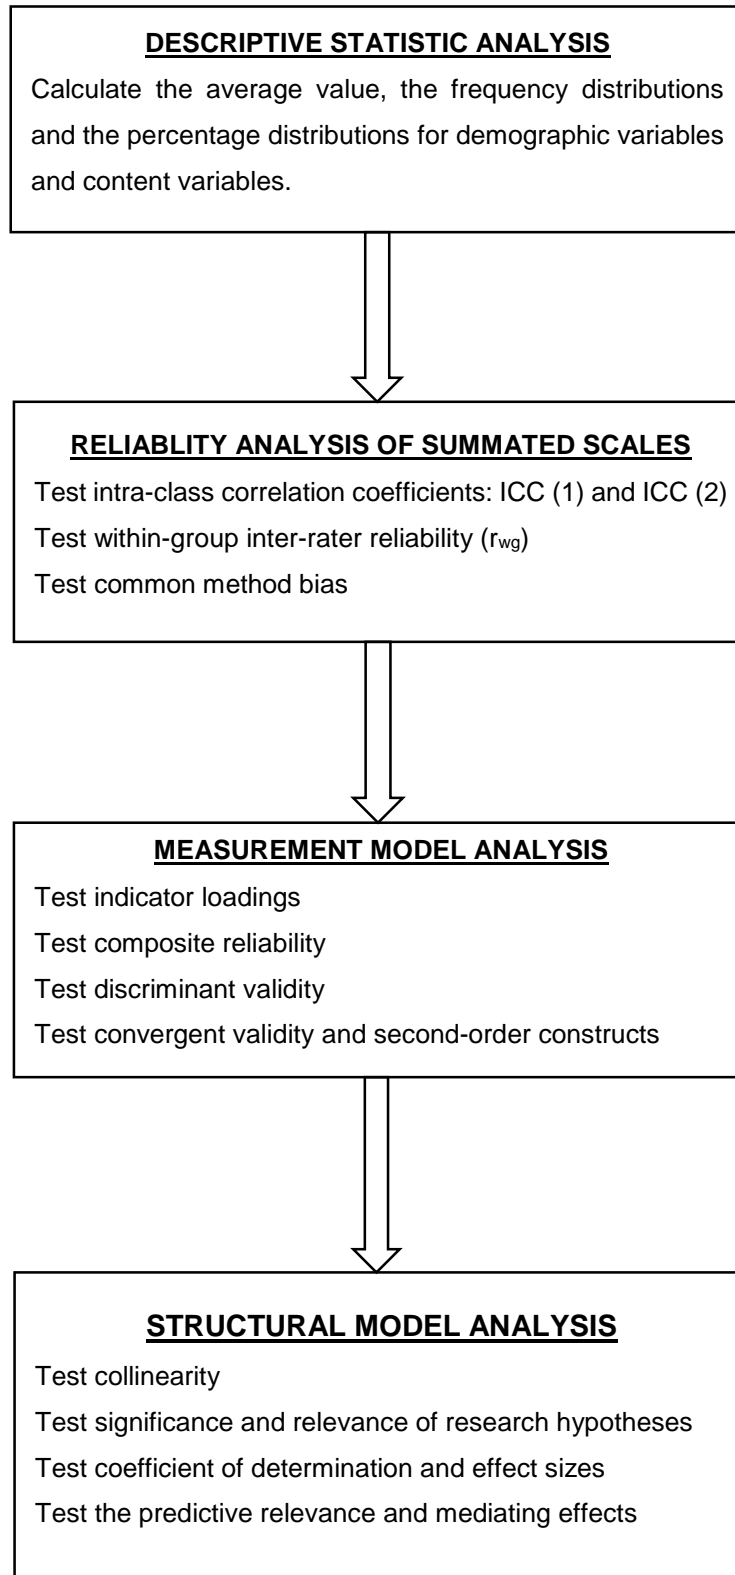 DESCRIPTIVE STATISTIC ANALYSIS
Calculate the average value, the frequency distributions
and the percentage distributions for demographic variables
and content variables.
RELIABLITY ANALYSIS OF SUMMATED SCALES
Test intra-class correlation coefficients: ICC (1) and ICC (2)
Test within-group inter-rater reliability (rwg)
Test common method bias
MEASUREMENT MODEL ANALYSIS
Test indicator loadings
Test composite reliability
Test discriminant validity
Test convergent validity and second-order constructs
STRUCTURAL MODEL ANALYSIS
Test collinearity
Test significance and relevance of research hypotheses
Test coefficient of determination and effect sizes
Test the predictive relevance and mediating effects